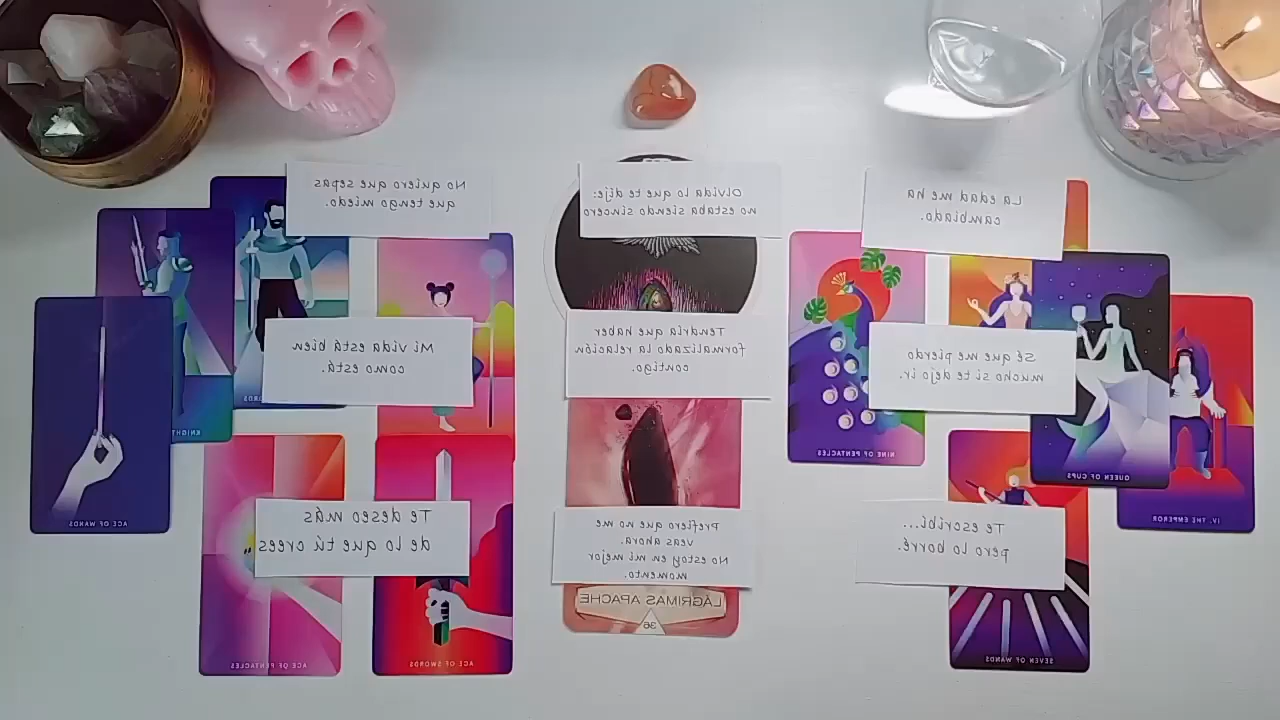 No quiero que sepas
que tengo miedo.
Olvida lo que te dije:
no estaba siendo sincero
La edad me ha
cambiado.
Mi vida está bien
como está.
Tendría que haber
formalizado la relación
contigo.
Sé que me pierdo
mucho si te dejo ir.
KNIGHT
NINE OF PENTACLES
QUEEN OF CUPS
Te deseo más
de lo que tú crees
Prefiero que no me
veas ahora.
No estoy en mi mejor
momento.
Te escribí...
pero lo borré.
ACE OF WANDS
IV. THE EMPEROR
LÁGRIMAS APACHE
36
ACE OF PENTACLES
ACE OF SWORDS
SEVEN OF WANDS